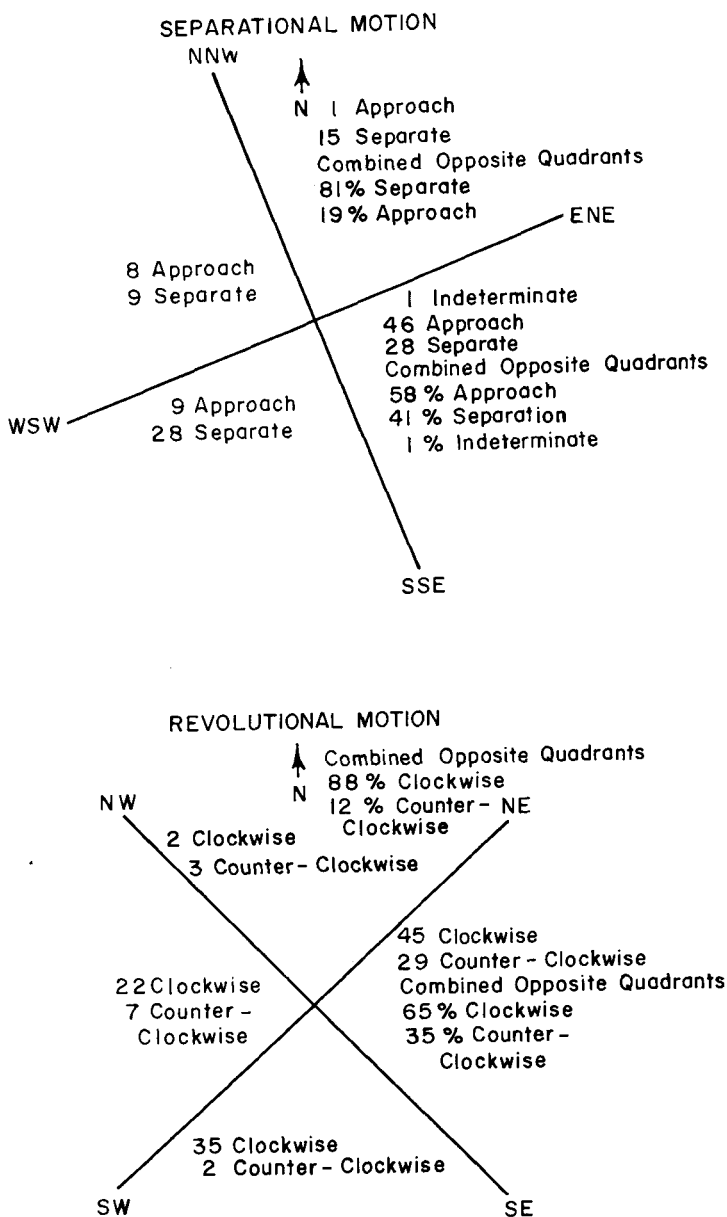 SEPARATIONAL MOTION
NNW
N 1 Approach
15 Separate
Combined Opposite Quadrants
81% Separate
19% Approach
ENE
8 Approach
9 Separate
1 Indeterminate
46 Approach
28 Separate
Combined Opposite Quadrants
58% Approach
41% Separation
1% Indeterminate
9 Approach
28 Separate
WSW
SSE
REVOLUTIONAL MOTION
N
Combined Opposite Quadrants
88% Clockwise
12% Counter-
Clockwise
NW
NE
2 Clockwise
3 Counter-Clockwise
45 Clockwise
29 Counter-Clockwise
Combined Opposite Quadrants
65% Clockwise
35% Counter-
Clockwise
22 Clockwise
7 Counter-
Clockwise
35 Clockwise
2 Counter-Clockwise
SW
SE